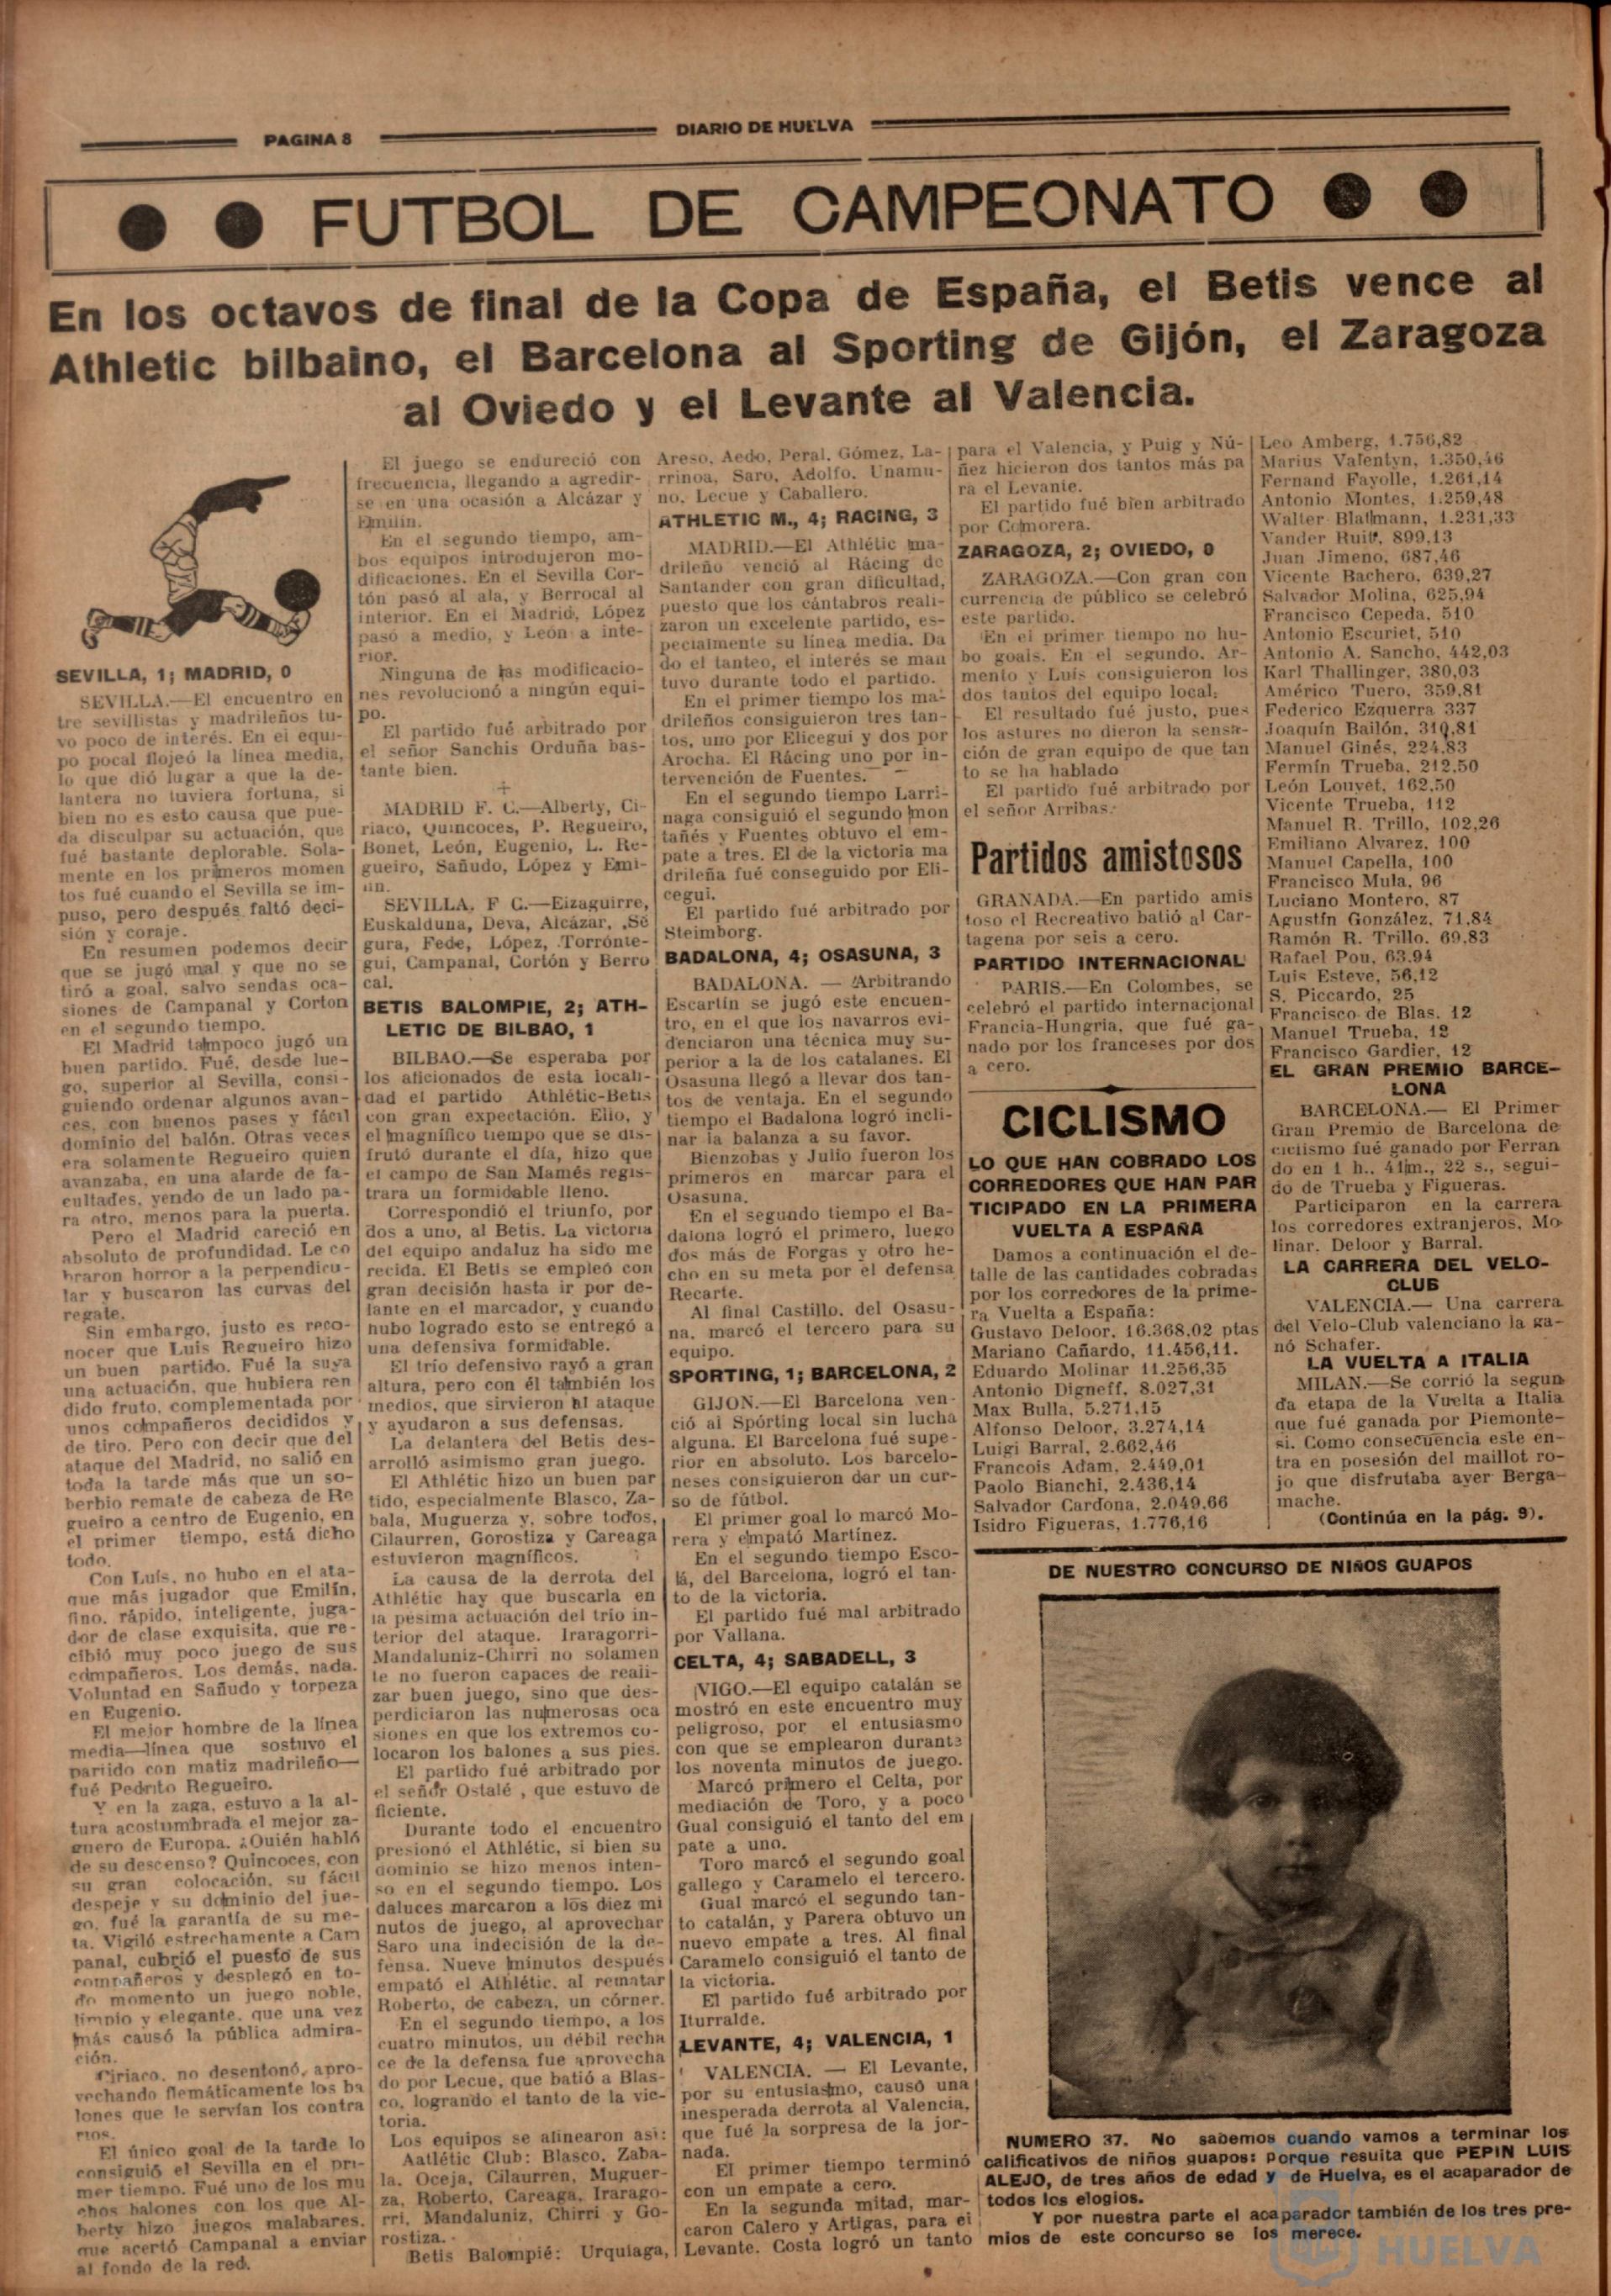 PAGINA 8
DIARIO DE HUELVA
FUTBOL DE CAMPEONATO
En los octavos de final de la Copa de España, el Betis vence al
Athletic bilbaino, el Barcelona al Sporting de Gijón, el Zaragoza
al Oviedo y el Levante al Valencia.
SEVILLA, 1; MADRID, 0
SEVILLA.—El encuentro en
tre sevillistas y madrileños tu-
vo poco de interés. En el equi-
po pocal flojeó la línea media,
lo que dió lugar a que la de-
lantera no tuviera fortuna, si
bien no es esto causa que pue-
da disculpar su actuación, que
fué bastante deplorable. Sola-
mente en los primeros momen
tos fué cuando el Sevilla se im-
puso, pero después faltó deci-
sión y coraje.
En resumen podemos decir
que se jugó mal y que no se
tiró a goal, salvo sendas oca-
siones de Campanal y Corton
en el segundo tiempo.
El Madrid tampoco jugó un
buen partido. Fué, desde lue-
go, superior al Sevilla, consi-
guiendo ordenar algunos avan-
ces, con buenos pases y fácil
dominio del balón. Otras veces
era solamente Regueiro quien
avanzaba, en una alarde de fa-
cultades, yendo de un lado pa-
ra otro, menos para la puerta.
Pero el Madrid careció en
absoluto de profundidad. Le co
braron horror a la perpendicu-
lar y buscaron las curvas del
regate.
Sin embargo, justo es reco-
nocer que Luis Regueiro hizo
un buen partido. Fué la suya
una actuación, que hubiera ren
dido fruto, complementada por
unos compañeros decididos y
de tiro. Pero con decir que del
ataque del Madrid, no salió en
toda la tarde más que un so-
berbio remate de cabeza de Re
gueiro a centro de Eugenio, en
el primer tiempo, está dicho
todo.
Con Luís, no hubo en el ata-
que más jugador que Emilín,
fino, rápido, inteligente, juga-
dor de clase exquisita, que re-
cibió muy poco juego de sus
compañeros. Los demás, nada.
Voluntad en Sañudo y torpeza
en Eugenio.
El mejor hombre de la línea
media—línea que sostuvo el
partido con matiz madrileño—
fué Pedrito Regueiro.
Y en la zaga, estuvo a la al-
tura acostumbrada el mejor za-
guero de Europa. ¿Quién habló
de su descenso? Quincoces, con
su gran colocación, su fácil
despeje y su dominio del jue-
go, fué la garantía de su me-
ta. Vigiló estrechamente a Cam
panal, cubrió el puesto de sus
compañeros y desplegó en to-
do momento un juego noble,
limpio y elegante, que una vez
más causó la pública admira-
ción.
Ciriaco, no desentonó, apro-
vechando flemáticamente los ba
lones que le servían los contra
rios.
El único goal de la tarde lo
consiguió el Sevilla en el pri-
mer tiempo. Fué uno de los mu
chos balones con los que Al-
berty hizo juegos malabares,
que acertó Campanal a enviar
al fondo de la red.
El juego se endureció con
frecuencia, llegando a agredir-
se en una ocasión a Alcázar y
Emilín.
En el segundo tiempo, am-
bos equipos introdujeron mo-
dificaciones. En el Sevilla Cor-
tón pasó al ala, y Berrocal al
interior. En el Madrid, López
pasó a medio, y León a inte-
rior.
Ninguna de las modificacio-
nes revolucionó a ningún equi-
po.
El partido fué arbitrado por
el señor Sanchis Orduña bas-
tante bien.
MADRID F. C.—Alberty, Ci-
riaco, Quincoces, P. Regueiro,
Bonet, León, Eugenio, L. Re-
gueiro, Sañudo, López y Emi-
lín.
SEVILLA, F C.—Eizaguirre,
Euskalduna, Deva, Alcázar, Se
gura, Fede, López, Torrónte-
gui, Campanal, Cortón y Berro
cal.
BETIS BALOMPIE, 2; ATH-
LETIC DE BILBAO, 1
BILBAO.—Se esperaba por
los aficionados de esta locali-
dad el partido Athlétic-Betis
con gran expectación. Ello, y
el magnífico tiempo que se dis-
frutó durante el día, hizo que
el campo de San Mamés regis-
trara un formidable lleno.
Correspondió el triunfo, por
dos a uno, al Betis. La victoria
del equipo andaluz ha sido me
recida. El Betis se empleó con
gran decisión hasta ir por de-
lante en el marcador, y cuando
hubo logrado esto se entregó a
una defensiva formidable.
El trío defensivo rayó a gran
altura, pero con él también los
medios, que sirvieron al ataque
y ayudaron a sus defensas.
La delantera del Betis des-
arrolló asimismo gran juego.
El Athlétic hizo un buen par
tido, especialmente Blasco, Za-
bala, Muguerza y, sobre todos,
Cilaurren, Gorostiza y Careaga
estuvieron magníficos.
La causa de la derrota del
Athlétic hay que buscarla en
la pésima actuación del trío in-
terior del ataque. Iraragorri-
Mandaluniz-Chirri no solamen
te no fueron capaces de reali-
zar buen juego, sino que des-
perdiciaron las numerosas oca
siones en que los extremos co-
locaron los balones a sus pies.
El partido fué arbitrado por
el señor Ostalé , que estuvo de
ficiente.
Durante todo el encuentro
presionó el Athlétic, si bien su
dominio se hizo menos inten-
so en el segundo tiempo. Los
daluces marcaron a los diez mi
nutos de juego, al aprovechar
Saro una indecisión de la de-
fensa. Nueve minutos después
empató el Athlétic, al rematar
Roberto, de cabeza, un córner.
En el segundo tiempo, a los
cuatro minutos, un débil recha
ce de la defensa fue aprovecha
do por Lecue, que batió a Blas-
co, logrando el tanto de la vic-
toria.
Los equipos se alinearon asi:
Aatlétic Club: Blasco, Zaba-
la, Oceja, Cilaurren, Muguer-
za, Roberto, Careaga, Irarago-
rri, Mandaluniz, Chirri y Go-
rostiza.
Betis Balompié: Urquiaga,
Areso, Aedo, Peral, Gómez, La-
rrinoa, Saro, Adolfo, Unamu-
no, Lecue y Caballero.
ATHLETIC M., 4; RACING, 3
MADRID.—El Athlétic ma-
drileño venció al Rácing de
Santander con gran dificultad,
puesto que los cántabros reali-
zaron un excelente partido, es-
pecialmente su línea media. Da
do el tanteo, el interés se man
tuvo durante todo el partido.
En el primer tiempo los ma-
drileños consiguieron tres tan-
tos, uno por Elicegui y dos por
Arocha. El Rácing uno por in-
tervención de Fuentes.
En el segundo tiempo Larri-
naga consiguió el segundo mon
tañés y Fuentes obtuvo el em-
pate a tres. El de la victoria ma
drileña fué conseguido por Eli-
cegui.
El partido fué arbitrado por
Steimborg.
BADALONA, 4; OSASUNA, 3
BADALONA. — Arbitrando
Escartín se jugó este encuen-
tro, en el que los navarros evi-
denciaron una técnica muy su-
perior a la de los catalanes. El
Osasuna llegó a llevar dos tan-
tos de ventaja. En el segundo
tiempo el Badalona logró incli-
nar la balanza a su favor.
Bienzobas y Julio fueron los
primeros en marcar para el
Osasuna.
En el segundo tiempo el Ba-
dalona logró el primero, luego
dos más de Forgas y otro he-
cho en su meta por el defensa
Recarte.
Al final Castillo, del Osasu-
na, marcó el tercero para su
equipo.
SPORTING, 1; BARCELONA, 2
GIJON.—El Barcelona ven-
ció al Spórting local sin lucha
alguna. El Barcelona fué supe-
rior en absoluto. Los barcelo-
neses consiguieron dar un cur-
so de fútbol.
El primer goal lo marcó Mo-
rera y empató Martínez.
En el segundo tiempo Esco-
lá, del Barcelona, logró el tan-
to de la victoria.
El partido fué mal arbitrado
por Vallana.
CELTA, 4; SABADELL, 3
VIGO.—El equipo catalán se
mostró en este encuentro muy
peligroso, por el entusiasmo
con que se emplearon durante
los noventa minutos de juego.
Marcó primero el Celta, por
mediación de Toro, y a poco
Gual consiguió el tanto del em
pate a uno.
Toro marcó el segundo goal
gallego y Caramelo el tercero.
Gual marcó el segundo tan-
to catalán, y Parera obtuvo un
nuevo empate a tres. Al final
Caramelo consiguió el tanto de
la victoria.
El partido fué arbitrado por
Iturralde.
LEVANTE, 4; VALENCIA, 1
VALENCIA. — El Levante,
por su entusiasmo, causó una
inesperada derrota al Valencia,
que fué la sorpresa de la jor-
nada.
El primer tiempo terminó
con un empate a cero.
En la segunda mitad, mar-
caron Calero y Artigas, para el
Levante. Costa logró un tanto
para el Valencia, y Puig y Nú-
ñez hicieron dos tantos más pa
ra el Levante.
El partido fué bien arbitrado
por Comorera.
ZARAGOZA, 2; OVIEDO, 0
ZARAGOZA.—Con gran con
currencia de público se celebró
este partido.
En el primer tiempo no hu-
bo goals. En el segundo, Ar-
mento y Luis consiguieron los
dos tantos del equipo local.
El resultado fué justo, pues
los astures no dieron la sensa-
ción de gran equipo de que tan
to se ha hablado
El partido fué arbitrado por
el señor Arribas.
Partidos amistosos
GRANADA.—En partido amis
toso el Recreativo batió al Car-
tagena por seis a cero.
PARTIDO INTERNACIONAL
PARIS.—En Colombes, se
celebró el partido internacional
Francia-Hungria, que fué ga-
nado por los franceses por dos
a cero.
CICLISMO
LO QUE HAN COBRADO LOS
CORREDORES QUE HAN PAR
TICIPADO EN LA PRIMERA
VUELTA A ESPAÑA
Damos a continuación el de-
talle de las cantidades cobradas
por los corredores de la prime-
ra Vuelta a España:
Gustavo Deloor, 16.368,02 ptas
Mariano Cañardo, 11.456,11.
Eduardo Molinar 11.256,35
Antonio Digneff, 8.027,31
Max Bulla, 5.271,15
Alfonso Deloor, 3.274,14
Luigi Barral, 2.662,46
Francois Adam, 2.449,01
Paolo Bianchi, 2.436,14
Salvador Cardona, 2.049,66
Isidro Figueras, 1.776,16
Leo Amberg, 1.756,82
Marius Valentyn, 1.350,46
Fernand Fayolle, 1.261,14
Antonio Montes, 1.259,48
Walter Blattmann, 1.231,33
Vander Ruit, 899,13
Juan Jimeno, 687,46
Vicente Bachero, 639,27
Salvador Molina, 625,94
Francisco Cepeda, 510
Antonio Escuriet, 510
Antonio A. Sancho, 442,03
Karl Thallinger, 380,03
Américo Tuero, 359,81
Federico Ezquerra 337
Joaquín Bailón, 310,81
Manuel Ginés, 224,83
Fermín Trueba, 212,50
León Louyet, 162,50
Vicente Trueba, 112
Manuel R. Trillo, 102,26
Emiliano Alvarez, 100
Manuel Capella, 100
Francisco Mula, 96
Luciano Montero, 87
Agustín González, 71,84
Ramón R. Trillo, 69,83
Rafael Pou, 63,94
Luis Esteve, 56,12
S. Piccardo, 25
Francisco de Blas, 12
Manuel Trueba, 12
Francisco Gardier, 12
EL GRAN PREMIO BARCE-
LONA
BARCELONA.— El Primer
Gran Premio de Barcelona de
ciclismo fué ganado por Ferran
do en 1 h., 41m., 22 s., segui-
do de Trueba y Figueras.
Participaron en la carrera
los corredores extranjeros, Mo
linar, Deloor y Barral.
LA CARRERA DEL VELO-
CLUB
VALENCIA.— Una carrera
del Velo-Club valenciano la ga-
nó Schafer.
LA VUELTA A ITALIA
MILAN.—Se corrió la segun
da etapa de la Vuelta a Italia
que fué ganada por Piemonte-
si. Como consecuencia este en-
tra en posesión del maillot ro-
jo que disfrutaba ayer Berga-
mache.
(Continúa en la pág. 9).
DE NUESTRO CONCURSO DE NIÑOS GUAPOS
NUMERO 37. No sabemos cuando vamos a terminar los
calificativos de niños guapos: porque resulta que PEPIN LUIS
ALEJO, de tres años de edad y de Huelva, es el acaparador de
todos los elogios.
Y por nuestra parte el acaparador también de los tres pre-
mios de este concurso se los merece.
HUELVA